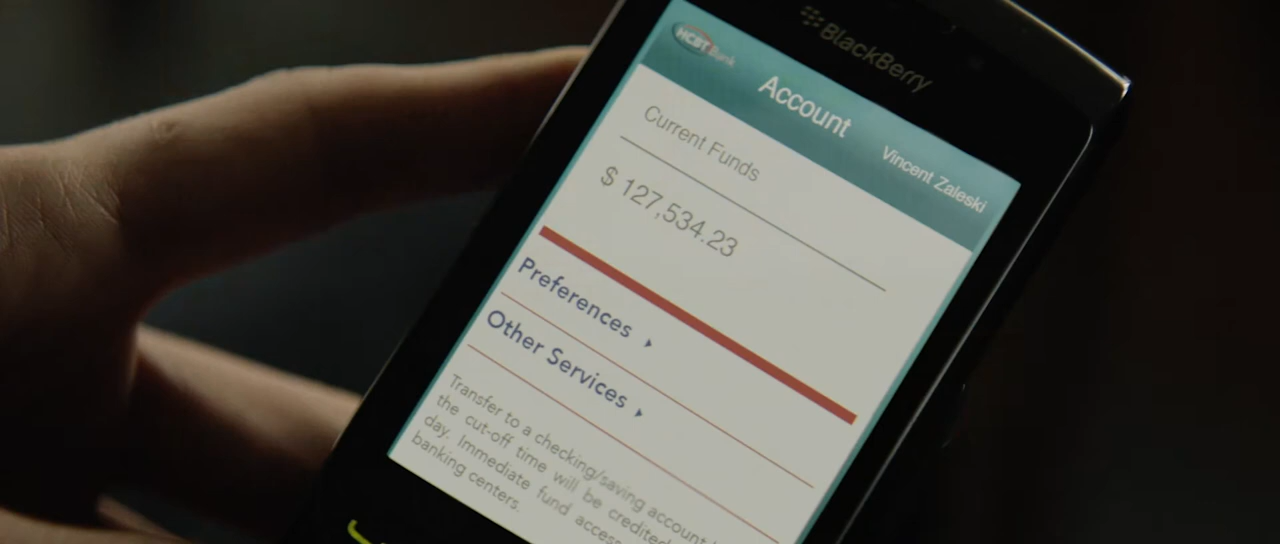 BlackBerry
HCBT Bank
Account
Vincent Zaleski
Current Funds
$ 127,534.23
Preferences
Other Services
Transfer to a checking/saving account
the cut-off time will be credited
day. Immediate fund access
banking centers.